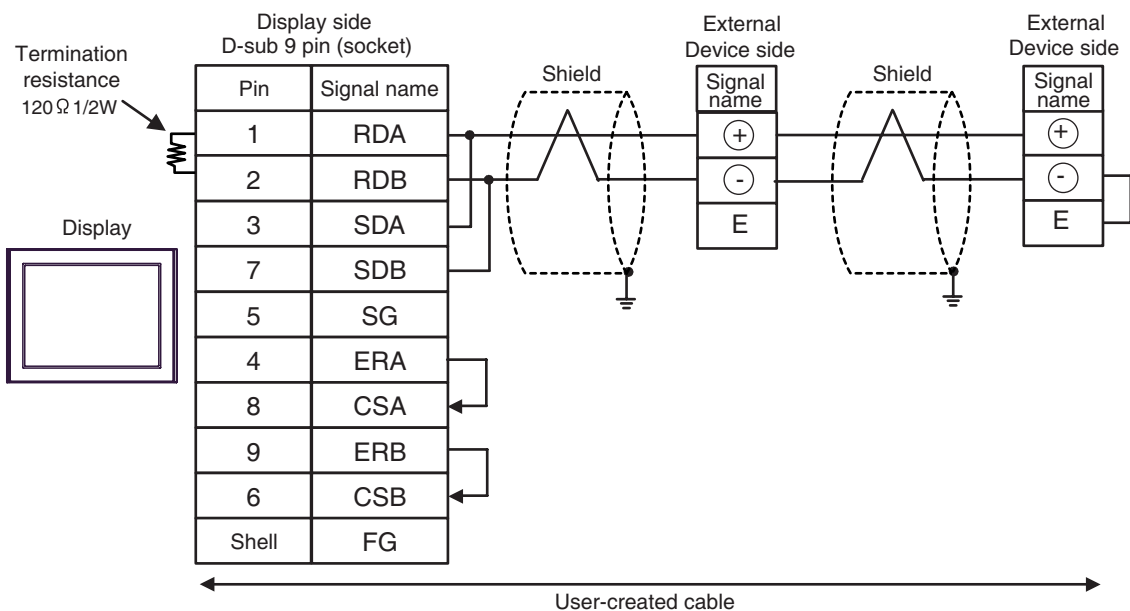 Display side
D-sub 9 pin (socket)
Termination
resistance
120Ω 1/2W
Pin Signal name
1 RDA
2 RDB
3 SDA
7 SDB
5 SG
4 ERA
8 CSA
9 ERB
6 CSB
Shell FG
Display
Shield
External
Device side
Signal
name
+
-
E
Shield
External
Device side
Signal
name
+
-
E
User-created cable